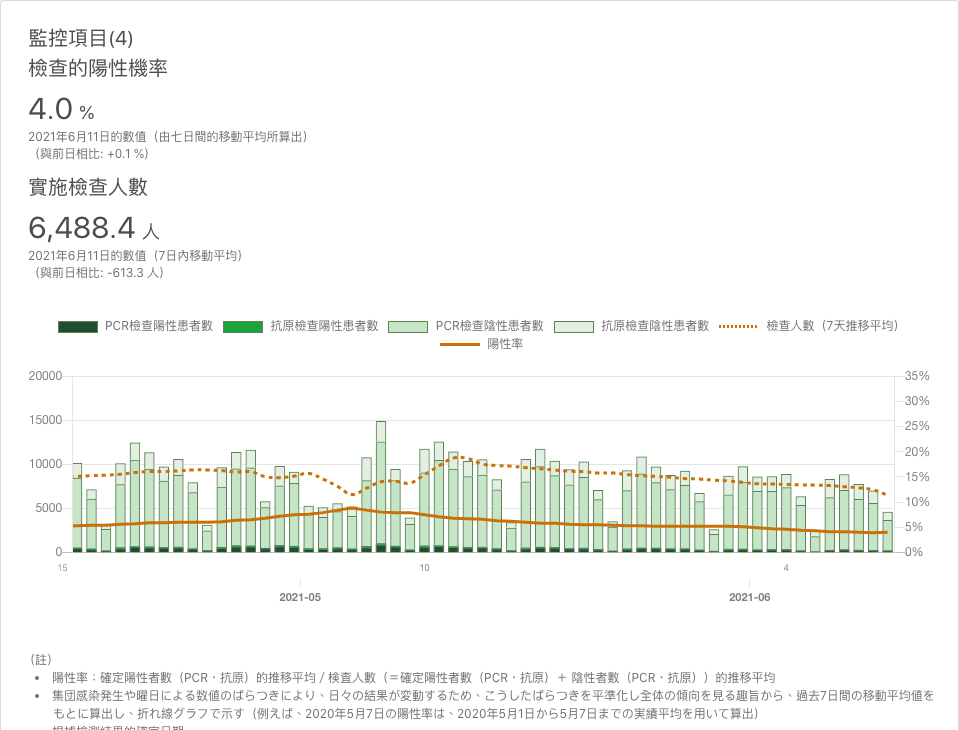 監控項目(4)
檢查的陽性機率
4.0 %
2021年6月11日的數值（由七日間的移動平均所算出）
（與前日相比: +0.1 %）
實施檢查人數
6,488.4 人
2021年6月11日的數值（7日內移動平均）
（與前日相比: -613.3 人）
PCR檢查陽性患者數 抗原檢查陽性患者數 PCR檢查陰性患者數 抗原檢查陰性患者數 檢查人數（7天推移平均）
陽性率
20000 35%
30%
15000 25%
20%
10000 15%
10%
5000 5%
0 0%
15 10 4
2021-05 2021-06
（註）
• 陽性率：確定陽性者數（PCR・抗原）的推移平均 / 檢查人數（＝確定陽性者數（PCR・抗原）＋ 陰性者數（PCR・抗原））的推移平均
• 集団感染発生や曜日による数値のばらつきにより、日々の結果が変動するため、こうしたばらつきを平準化し全体の傾向を見る趣旨から、過去7日間の移動平均値を
もとに算出し、折れ線グラフで示す（例えば、2020年5月7日の陽性率は、2020年5月1日から5月7日までの実績平均を用いて算出）